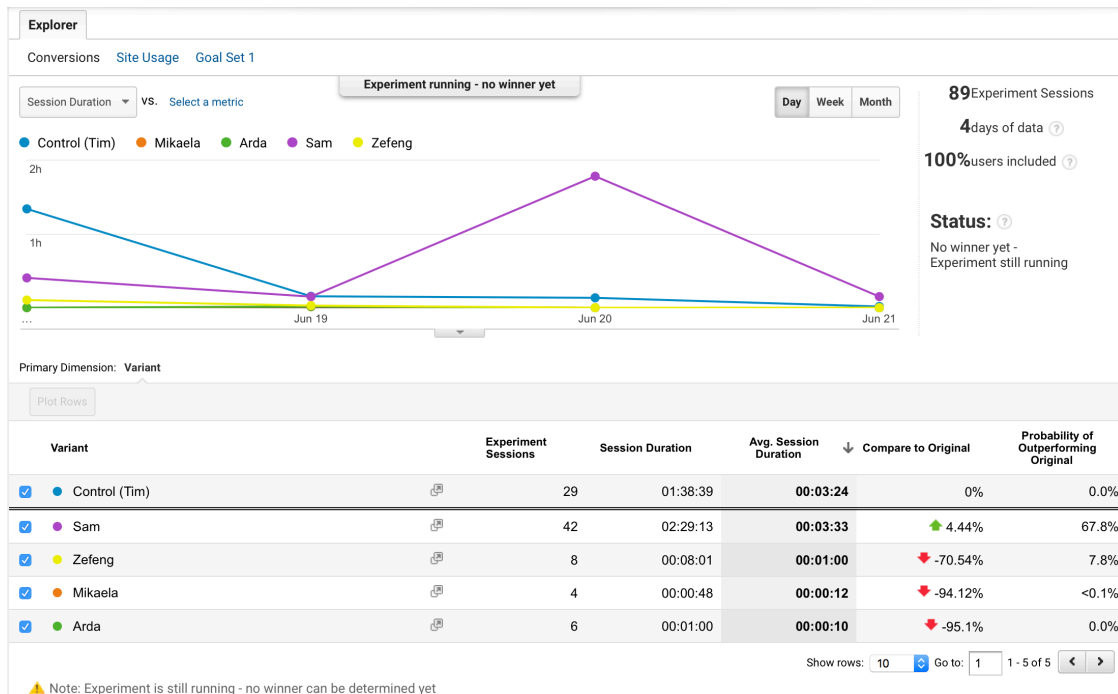 Explorer
Conversions Site Usage Goal Set 1
Experiment running - no winner yet
Session Duration VS. Select a metric
Day Week Month
89 Experiment Sessions
4 days of data ?
100% users included ?
Status: ?
No winner yet -
Experiment still running
Control (Tim) Mikaela Arda Sam Zefeng
2h
1h
... Jun 19 Jun 20 Jun 21
Primary Dimension: Variant
Plot Rows
Variant Experiment Sessions Session Duration Avg. Session Duration Compare to Original Probability of Outperforming Original
Control (Tim) 29 01:38:39 00:03:24 0% 0.0%
Sam 42 02:29:13 00:03:33 4.44% 67.8%
Zefeng 8 00:08:01 00:01:00 -70.54% 7.8%
Mikaela 4 00:00:48 00:00:12 -94.12% <0.1%
Arda 6 00:01:00 00:00:10 -95.1% 0.0%
Show rows: 10 Go to: 1 1 - 5 of 5
Note: Experiment is still running - no winner can be determined yet